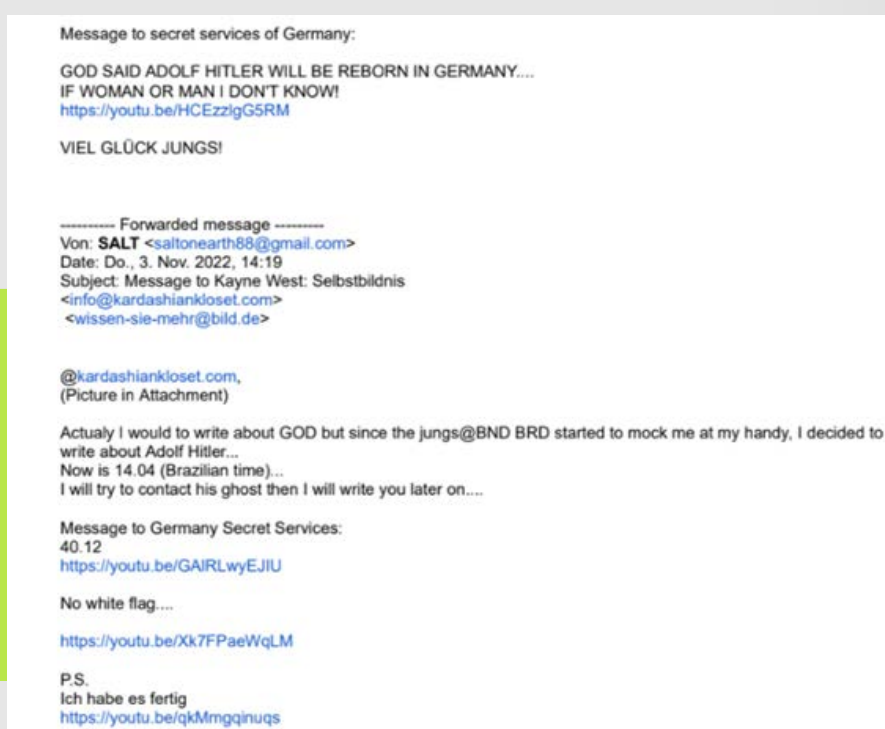 Message to secret services of Germany:
GOD SAID ADOLF HITLER WILL BE REBORN IN GERMANY....
IF WOMAN OR MAN I DON'T KNOW!
https://youtu.be/HCEzzlgG5RM
VIEL GLÜCK JUNGS!
---------- Forwarded message ---------
Von: SALT <saltonearth88@gmail.com>
Date: Do., 3. Nov. 2022, 14:19
Subject: Message to Kayne West: Selbstbildnis
<info@kardashiankloset.com>
<wissen-sie-mehr@bild.de>
@kardashiankloset.com,
(Picture in Attachment)
Actualy I would to write about GOD but since the jungs@BND BRD started to mock me at my handy, I decided to
write about Adolf Hitler...
Now is 14.04 (Brazilian time)...
I will try to contact his ghost then I will write you later on....
Message to Germany Secret Services:
40.12
https://youtu.be/GAlRLwyEJIU
No white flag....
https://youtu.be/Xk7FPaeWqLM
P.S.
Ich habe es fertig
https://youtu.be/qkMmgqinuqs